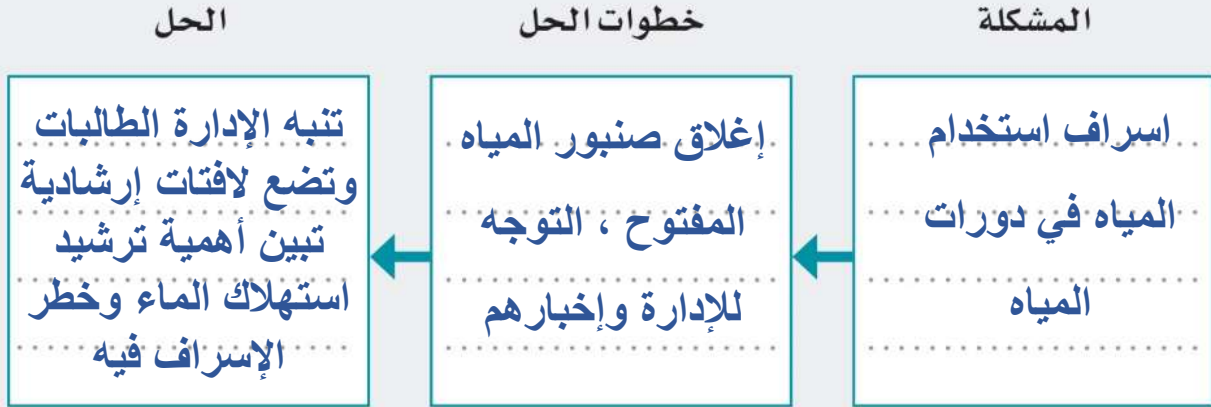 المشكلة
خطوات الحل
الحل
اسراف استخدام
المياه في دورات
المياه
إغلاق صنبور المياه
المفتوح ، التوجه
للإدارة وإخبارهم
تنبه الإدارة الطالبات
وتضع لافتات إرشادية
تبين أهمية ترشيد
استهلاك الماء وخطر
الإسراف فيه